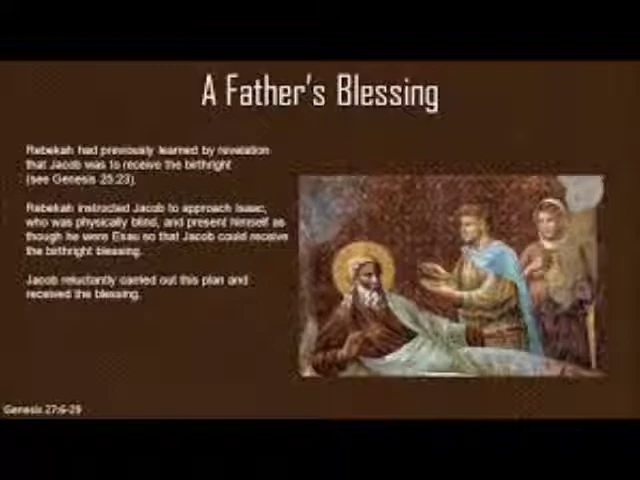 A Father's Blessing
Rebekah had previously learned by revelation
that Jacob was to receive the birthright
(see Genesis 25:23).
Rebekah instructed Jacob to approach Isaac,
who was physically blind, and present himself as
though he were Esau so that Jacob could receive
the birthright blessing.
Jacob reluctantly carried out this plan and
received the blessing.
Genesis 27:6-29